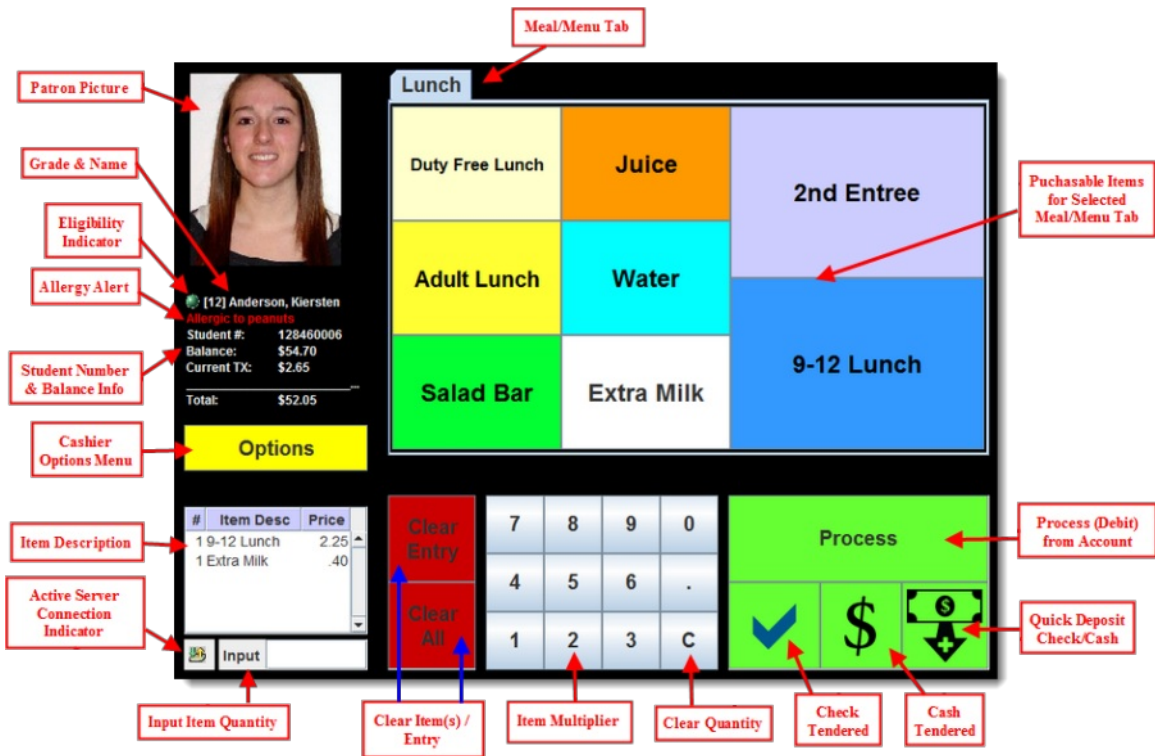 Meal/Menu Tab
Patron Picture
Grade & Name
Eligibility
Indicator
Allergy Alert
Student Number
& Balance Info
Cashier
Options Menu
Item Description
Active Server
Connection
Indicator
Input Item Quantity
[12] Anderson, Kiersten
Allergic to peanuts
Student #: 128460006
Balance: $54.70
Current TX: $2.65
Total: $52.05
Options
# Item Desc Price
1 9-12 Lunch 2.25
1 Extra Milk .40
Input
Lunch
Duty Free Lunch
Juice
2nd Entree
Adult Lunch
Water
9-12 Lunch
Salad Bar
Extra Milk
Clear
Entry
Clear
All
7 8 9 0
4 5 6 .
1 2 3 C
Process
$
$
Puchasable Items
for Selected
Meal/Menu Tab
Process (Debit)
from Account
Quick Deposit
Check/Cash
Clear Item(s) /
Entry
Item Multiplier
Clear Quantity
Check
Tendered
Cash
Tendered